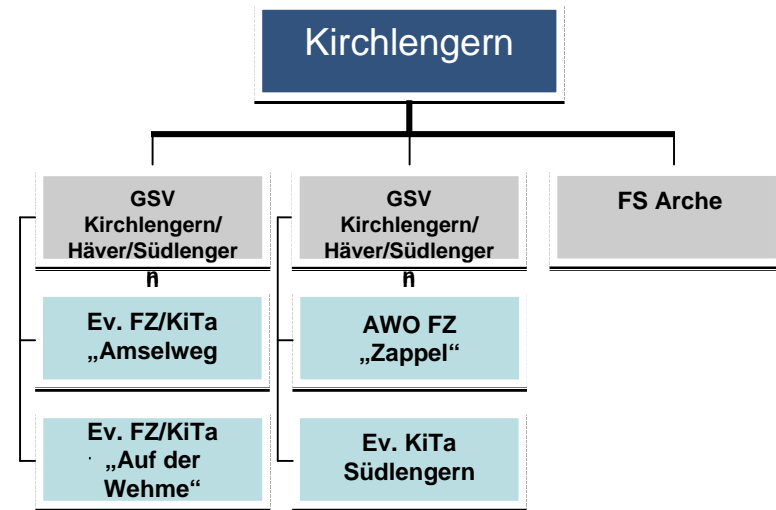 Kirchlengern
GSV
Kirchlengern/
Häver/Südlenger
n
GSV
Kirchlengern/
Häver/Südlenger
n
FS Arche
Ev. FZ/KiTa
„Amselweg
AWO FZ
„Zappel“
Ev. FZ/KiTa
„Auf der
Wehme“
Ev. KiTa
Südlengern